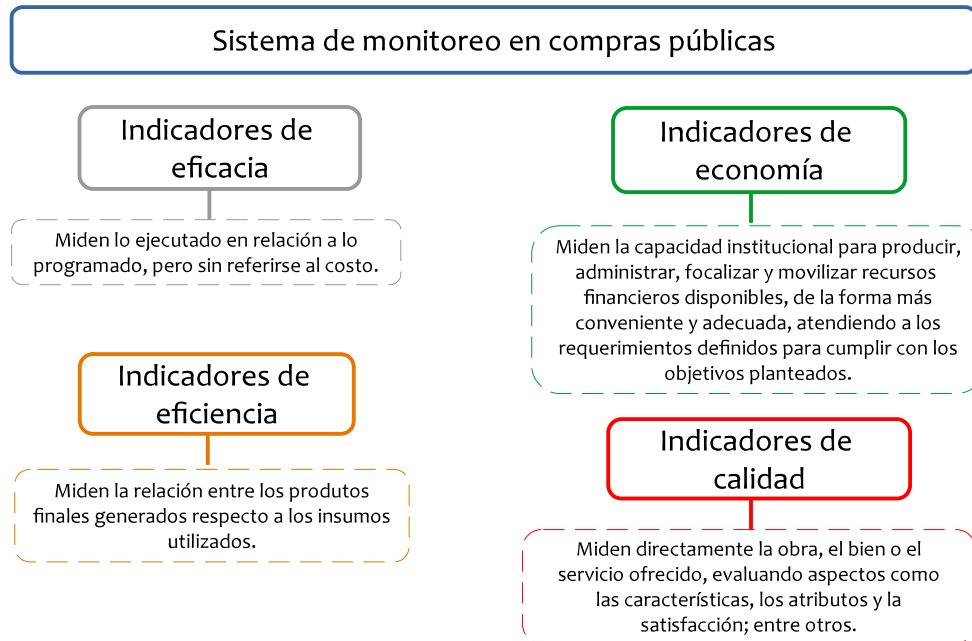 Sistema de monitoreo en compras públicas
Indicadores de
eficacia
Miden lo ejecutado en relación a lo
programado, pero sin referirse al costo.
Indicadores de
eficiencia
Miden la relación entre los produtos
finales generados respecto a los insumos
utilizados.
Indicadores de
economía
Miden la capacidad institucional para producir,
administrar, focalizar y movilizar recursos
financieros disponibles, de la forma más
conveniente y adecuada, atendiendo a los
requerimientos definidos para cumplir con los
objetivos planteados.
Indicadores de
calidad
Miden directamente la obra, el bien o el
servicio ofrecido, evaluando aspectos como
las características, los atributos y la
satisfacción; entre otros.